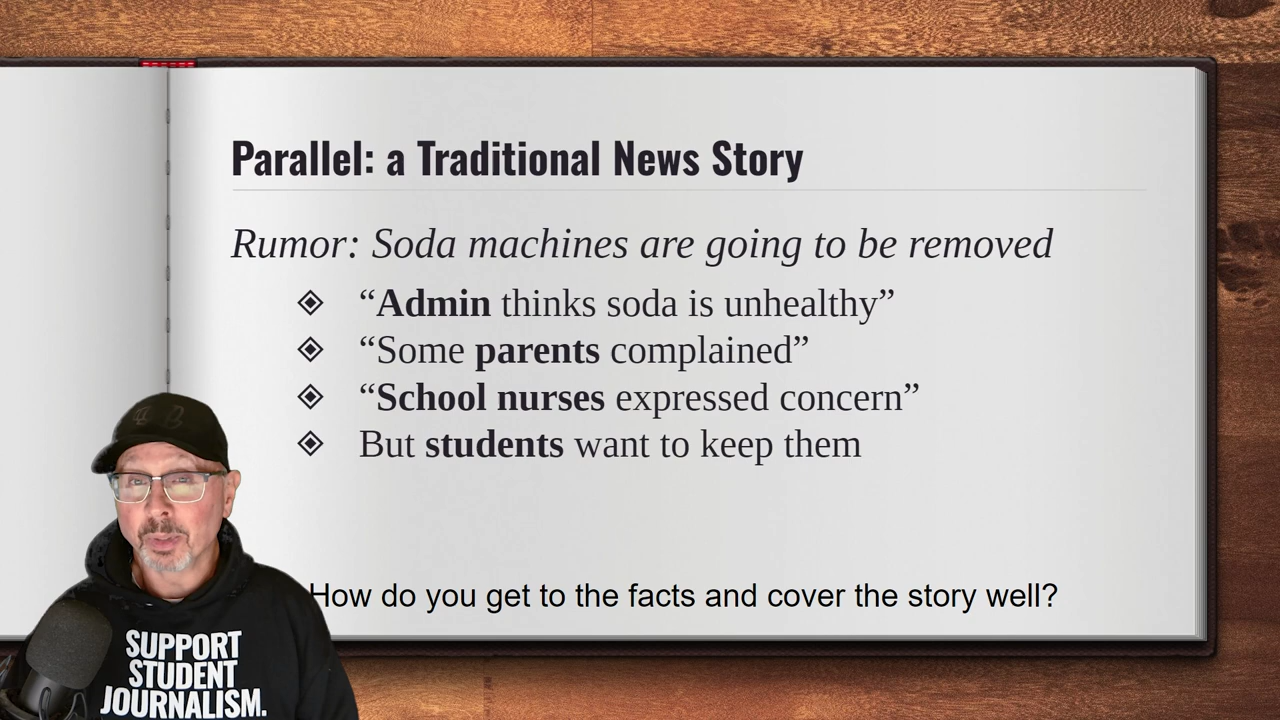 Parallel: a Traditional News Story
Rumor: Soda machines are going to be removed
“Admin thinks soda is unhealthy”
“Some parents complained”
“School nurses expressed concern”
But students want to keep them
How do you get to the facts and cover the story well?
SUPPORT
STUDENT
JOURNALISM.